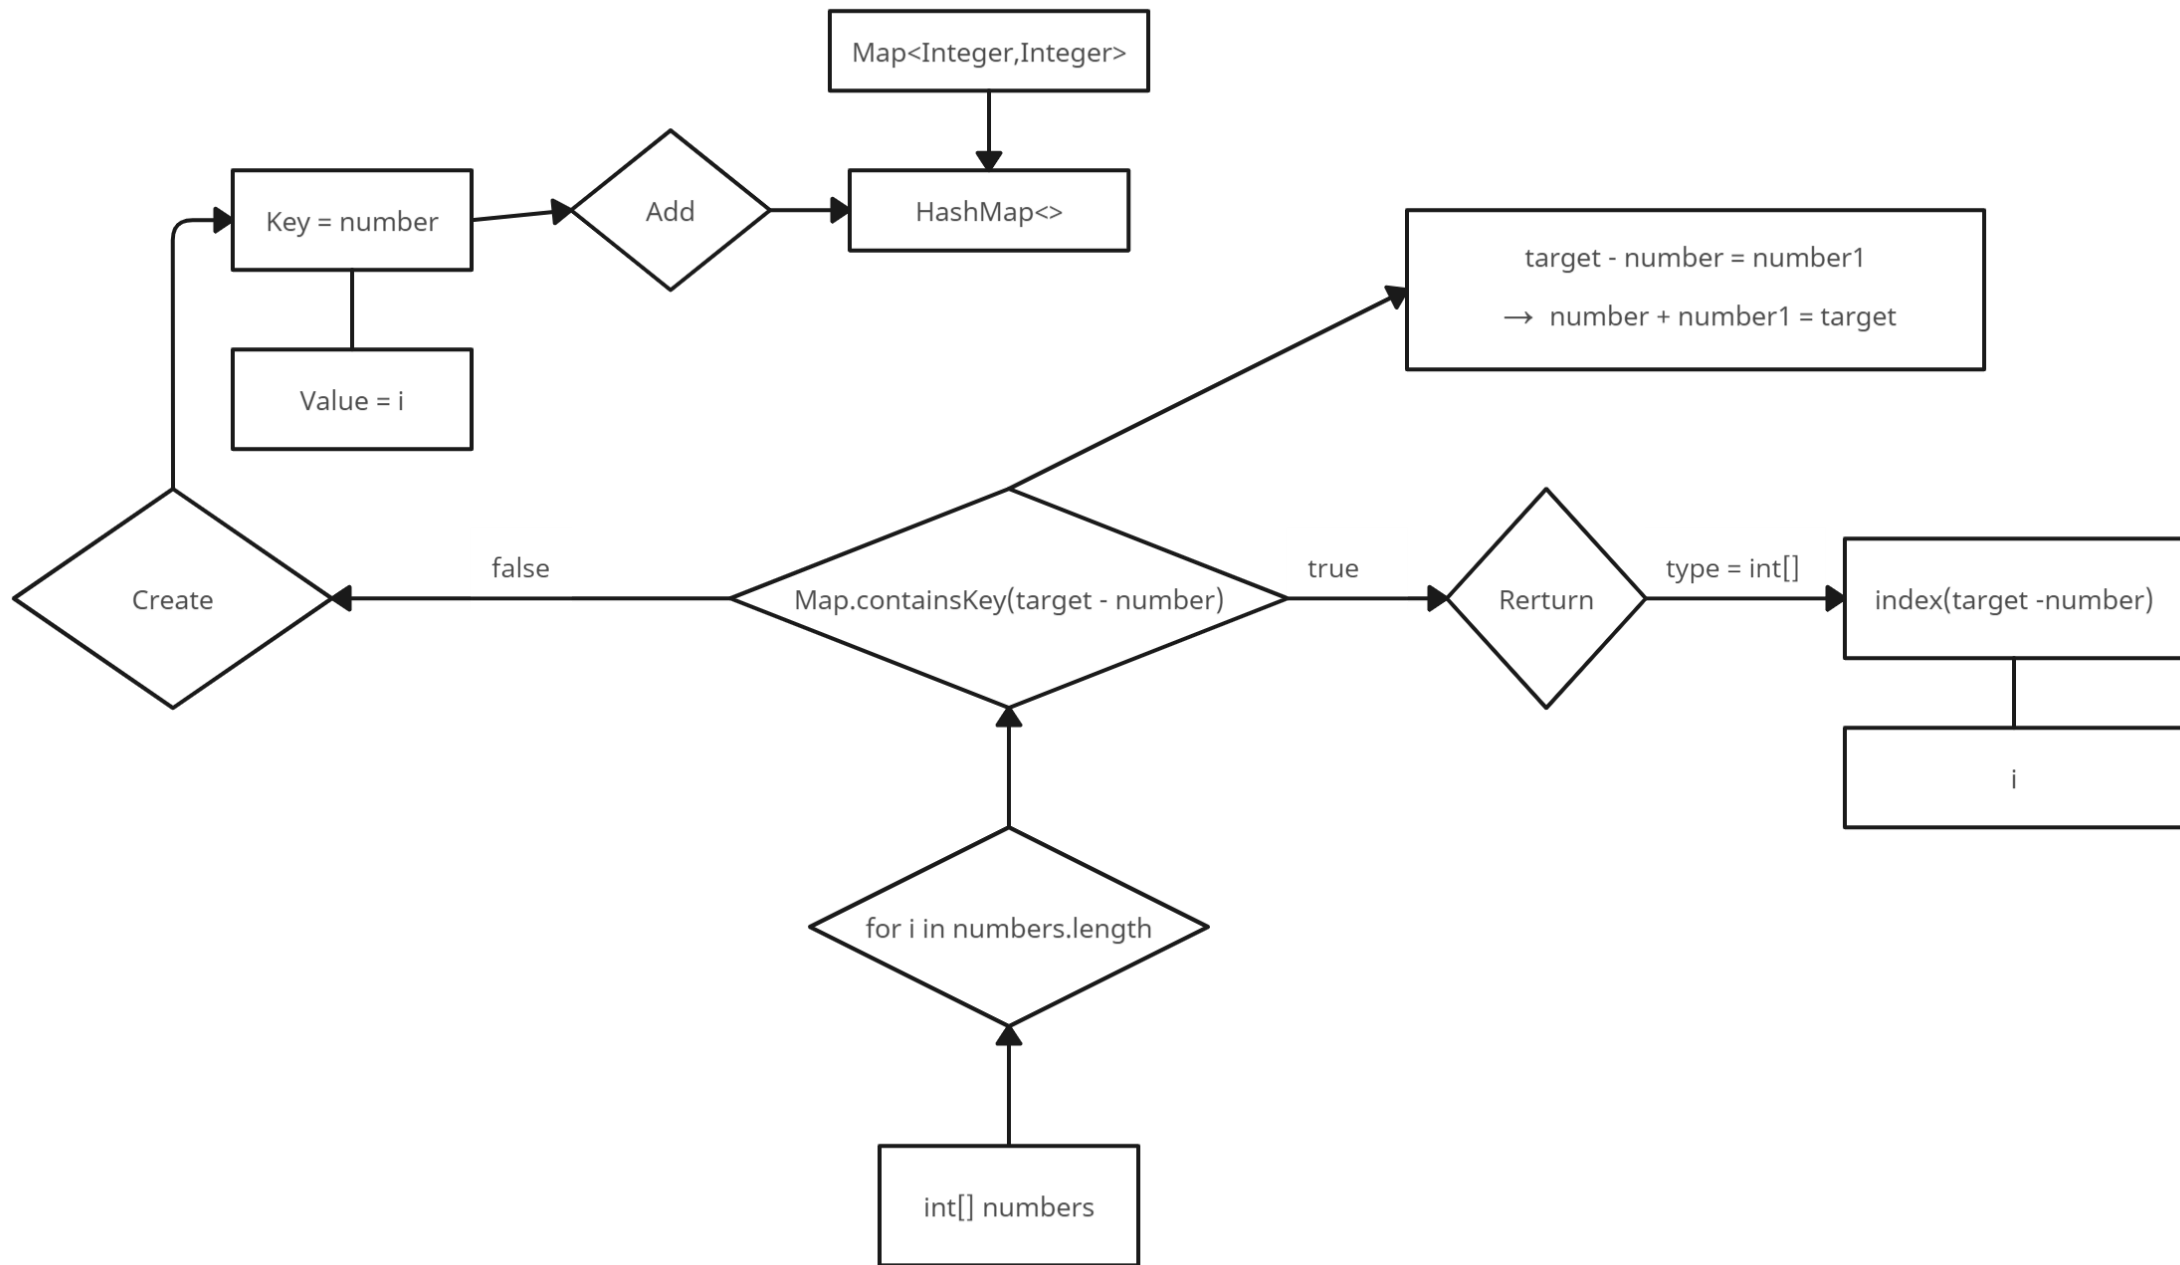 Map<Integer,Integer>
Key = number
Add
HashMap<>
target - number = number1
→ number + number1 = target
Value = i
false
true
type = int[]
Create
Map.containsKey(target - number)
Rerturn
index(target -number)
i
for i in numbers.length
int[] numbers